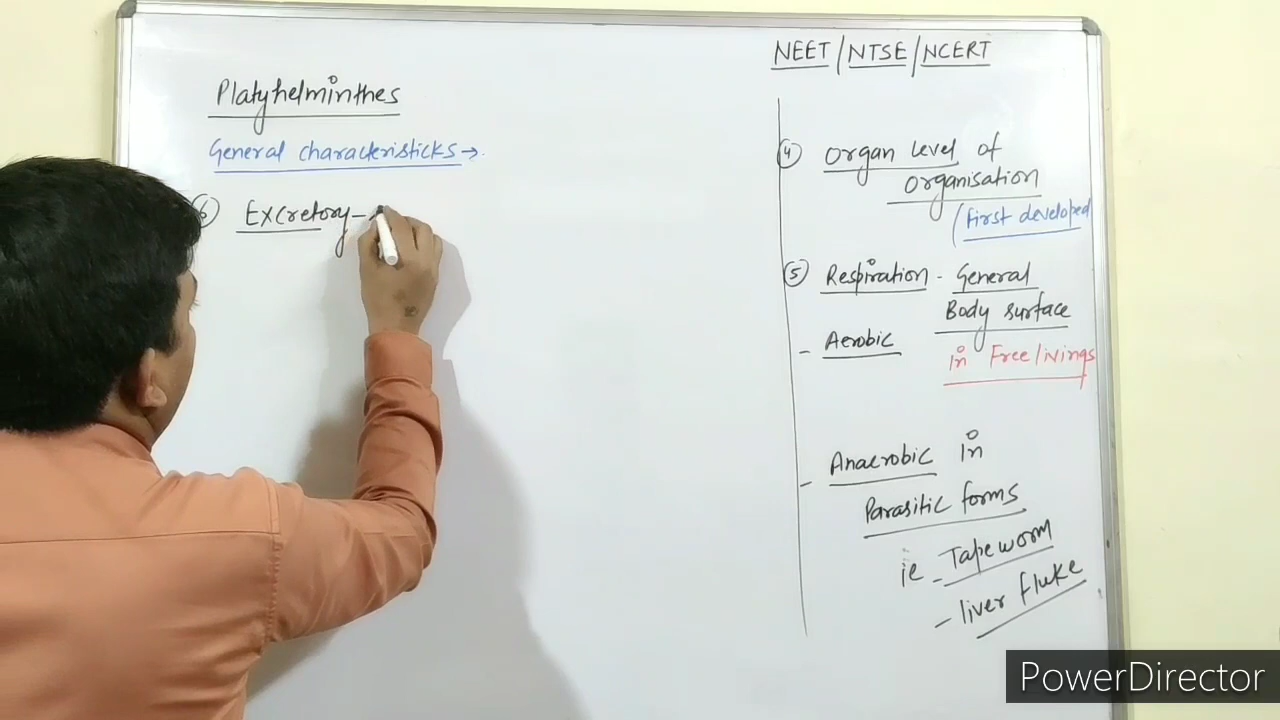 NEET/NTSE/NCERT
Platyhelminthes
General characteristicks→
6 Excretory-
4 Organ level of
Organisation
(First developed
5 Respiration - General
Body surface
- Aerobic
in Free livings
- Anaerobic in
Parasitic forms
ie - Tapeworm
- liver fluke
PowerDirector